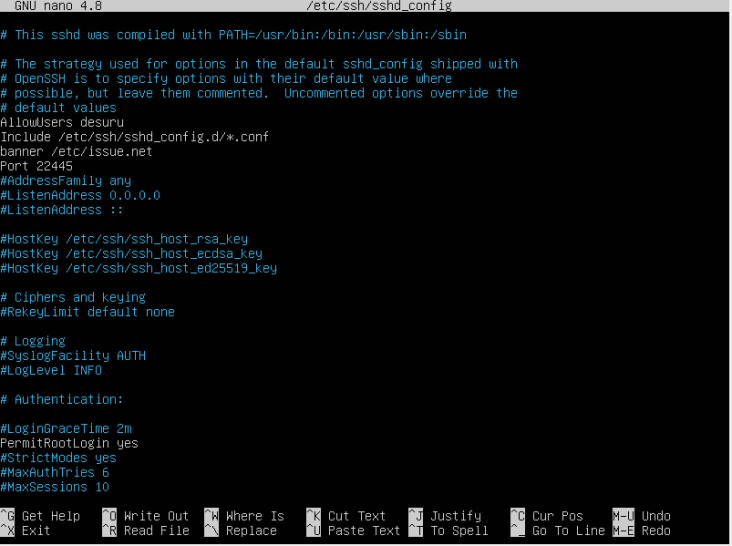 GNU nano 4.8 /etc/ssh/sshd_config
# This sshd was compiled with PATH=/usr/bin:/bin:/usr/sbin:/sbin
# The strategy used for options in the default sshd_config shipped with
# OpenSSH is to specify options with their default value where
# possible, but leave them commented.  Uncommented options override the
# default values
AllowUsers desuru
Include /etc/ssh/sshd_config.d/*.conf
banner /etc/issue.net
Port 22445
#AddressFamily any
#ListenAddress 0.0.0.0
#ListenAddress ::
#HostKey /etc/ssh/ssh_host_rsa_key
#HostKey /etc/ssh/ssh_host_ecdsa_key
#HostKey /etc/ssh/ssh_host_ed25519_key
# Ciphers and keying
#RekeyLimit default none
# Logging
#SyslogFacility AUTH
#LogLevel INFO
# Authentication:
#LoginGraceTime 2m
PermitRootLogin yes
#StrictModes yes
#MaxAuthTries 6
#MaxSessions 10
^G Get Help ^O Write Out ^W Where Is ^K Cut Text ^J Justify ^C Cur Pos M-U Undo
^X Exit ^R Read File ^\ Replace ^U Paste Text ^T To Spell ^_ Go To Line M-E Redo